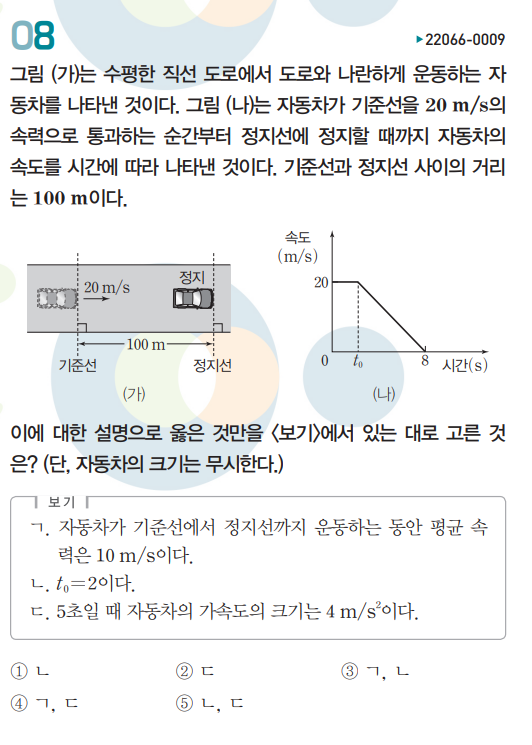 08
▶22066-0009
그림 (가)는 수평한 직선 도로에서 도로와 나란하게 운동하는 자
동차를 나타낸 것이다. 그림 (나)는 자동차가 기준선을 20 m/s의
속력으로 통과하는 순간부터 정지선에 정지할 때까지 자동차의
속도를 시간에 따라 나타낸 것이다. 기준선과 정지선 사이의 거리
는 100 m이다.
20 m/s
정지
100 m
기준선
정지선
(가)
속도
(m/s)
20
0
t₀
8
시간(s)
(나)
이에 대한 설명으로 옳은 것만을 〈보기〉에서 있는 대로 고른 것
은? (단, 자동차의 크기는 무시한다.)
보기
ㄱ. 자동차가 기준선에서 정지선까지 운동하는 동안 평균 속
력은 10 m/s이다.
ㄴ. t₀=2이다.
ㄷ. 5초일 때 자동차의 가속도의 크기는 4 m/s²이다.
① ㄴ ② ㄷ ③ ㄱ, ㄴ
④ ㄱ, ㄷ ⑤ ㄴ, ㄷ